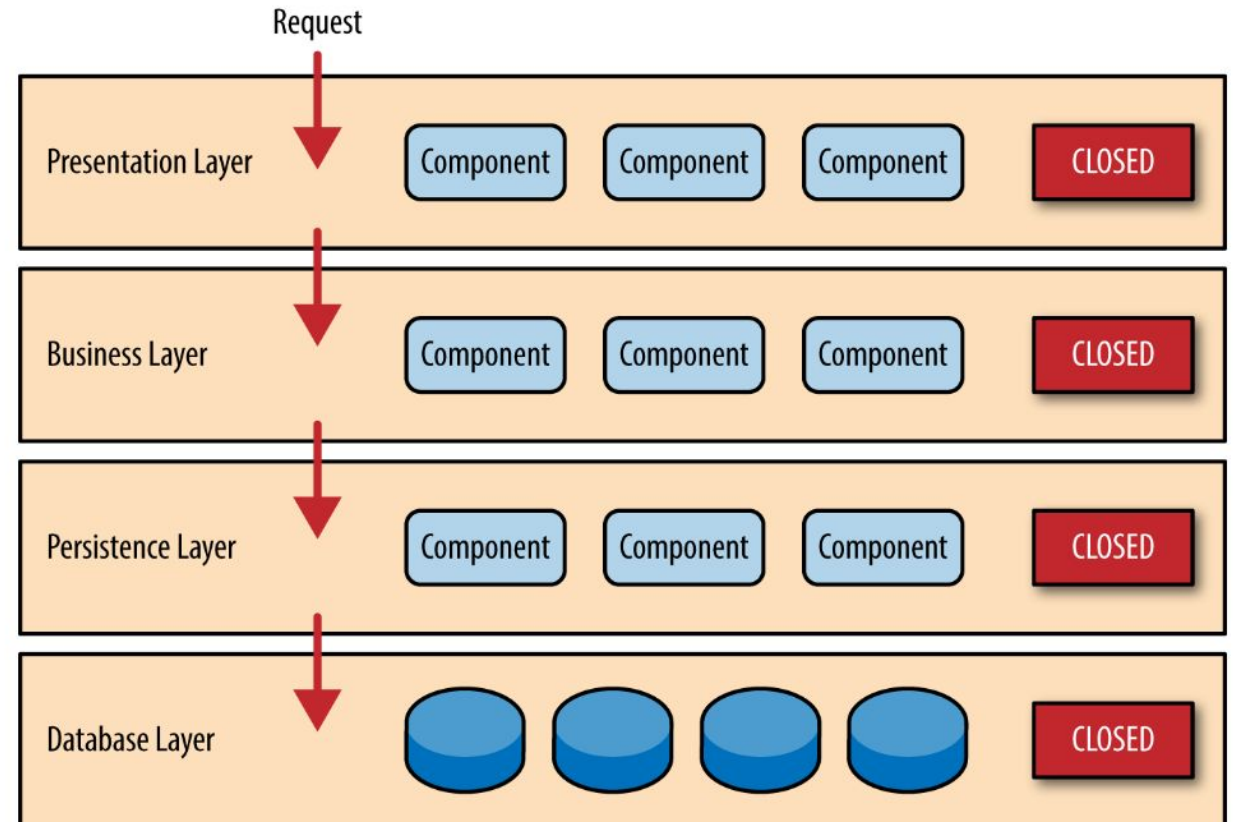 Request
Presentation Layer Component Component Component CLOSED
Business Layer Component Component Component CLOSED
Persistence Layer Component Component Component CLOSED
Database Layer CLOSED